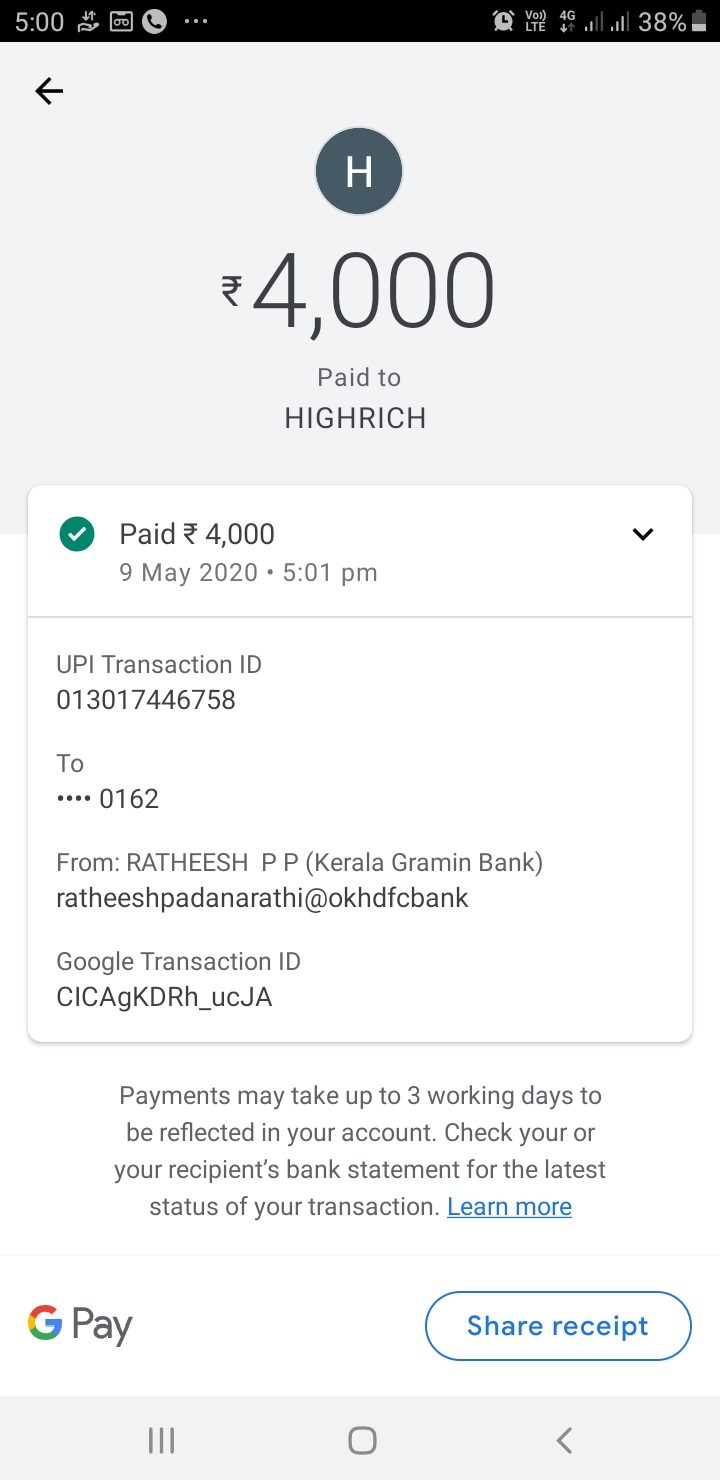 5:00 Vo)) LTE 4G 38%
H
₹4,000
Paid to
HIGHRICH
Paid ₹ 4,000
9 May 2020 • 5:01 pm
UPI Transaction ID
013017446758
To
•••• 0162
From: RATHEESH  P P (Kerala Gramin Bank)
ratheeshpadanarathi@okhdfcbank
Google Transaction ID
CICAgKDRh_ucJA
Payments may take up to 3 working days to
be reflected in your account. Check your or
your recipient’s bank statement for the latest
status of your transaction. Learn more
G Pay
Share receipt